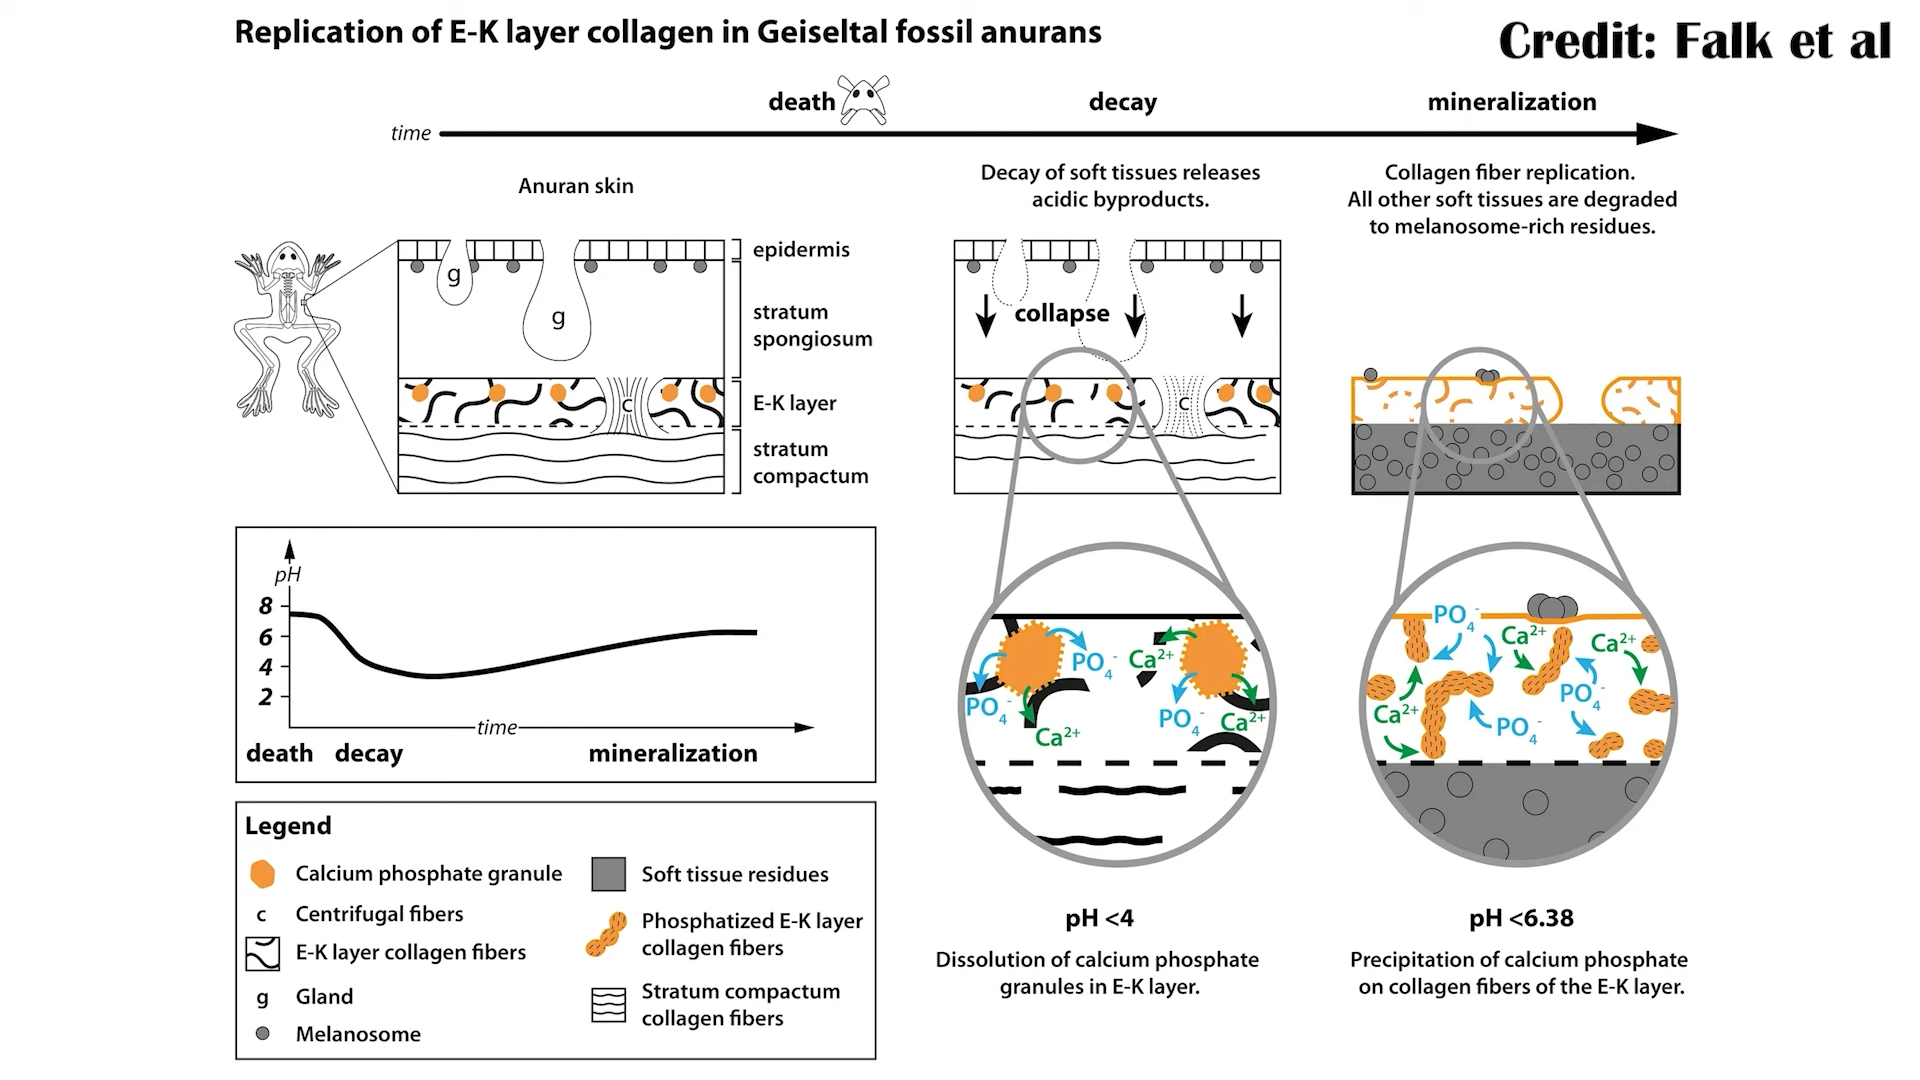 Replication of E-K layer collagen in Geiseltal fossil anurans
Credit: Falk et al
death
decay
mineralization
time
Anuran skin
Decay of soft tissues releases
acidic byproducts.
Collagen fiber replication.
All other soft tissues are degraded
to melanosome-rich residues.
g
g
c
epidermis
stratum
spongiosum
E-K layer
stratum
compactum
collapse
c
pH
8
6
4
2
time
death
decay
mineralization
PO4-
Ca2+
PO4-
Ca2+
PO4-
Ca2+
PO4-
Ca2+
Ca2+
PO4-
Ca2+
PO4-
pH <4
Dissolution of calcium phosphate
granules in E-K layer.
pH <6.38
Precipitation of calcium phosphate
on collagen fibers of the E-K layer.
Legend
Calcium phosphate granule
c Centrifugal fibers
E-K layer collagen fibers
g Gland
Melanosome
Soft tissue residues
Phosphatized E-K layer
collagen fibers
Stratum compactum
collagen fibers